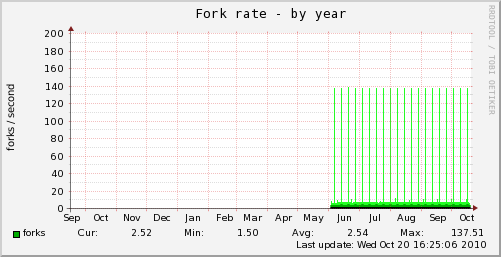 Fork rate - by year
RRDTOOL / TOBI OETIKER
forks / second
200
180
160
140
120
100
80
60
40
20
0
Sep Oct Nov Dec Jan Feb Mar Apr May Jun Jul Aug Sep Oct
forks Cur: 2.52 Min: 1.50 Avg: 2.54 Max: 137.51
Last update: Wed Oct 20 16:25:06 2010